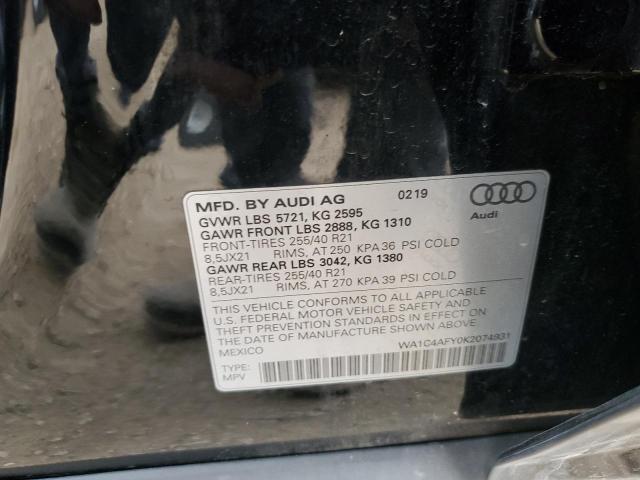 MFD. BY AUDI AG 02 19
GVWR LBS 5721, KG 2595
GAWR FRONT LBS 2888, KG 1310
FRONT-TIRES 255/40 R21
8,5JX21 RIMS, AT 250 KPA 36 PSI COLD
GAWR REAR LBS 3042, KG 1380
REAR-TIRES 255/40 R21
8,5JX21 RIMS, AT 270 KPA 39 PSI COLD
Audi
THIS VEHICLE CONFORMS TO ALL APPLICABLE
U.S. FEDERAL MOTOR VEHICLE SAFETY AND
THEFT PREVENTION STANDARDS IN EFFECT ON
THE DATE OF MANUFACTURE SHOWN ABOVE
MEXICO
WA1C4AFY0K2074931
TYPE:
MPV